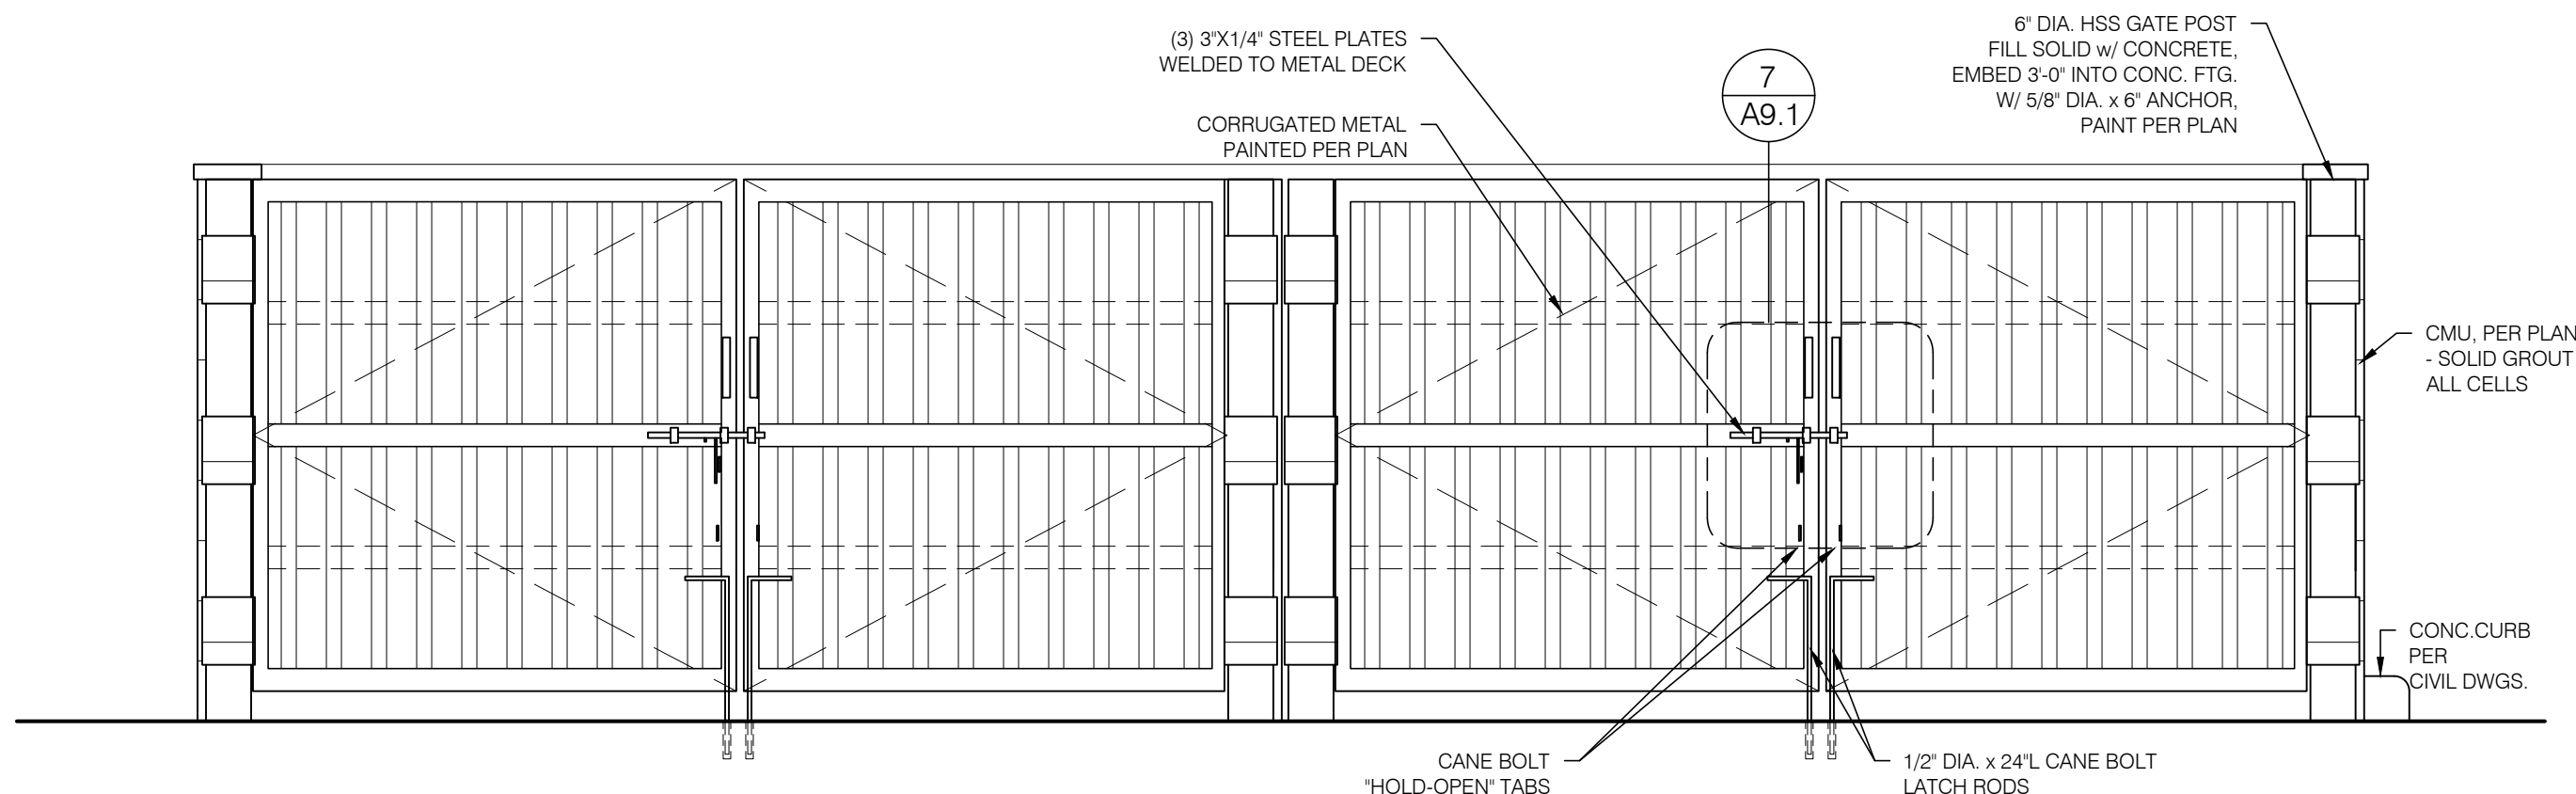 (3) 3"X1/4" STEEL PLATES
WELDED TO METAL DECK
CORRUGATED METAL
PAINTED PER PLAN
7
A9.1
6" DIA. HSS GATE POST
FILL SOLID w/ CONCRETE,
EMBED 3'-0" INTO CONC. FTG.
W/ 5/8" DIA. x 6" ANCHOR,
PAINT PER PLAN
CMU, PER PLAN
- SOLID GROUT
ALL CELLS
CONC.CURB
PER
CIVIL DWGS.
CANE BOLT
"HOLD-OPEN" TABS
1/2" DIA. x 24"L CANE BOLT
LATCH RODS